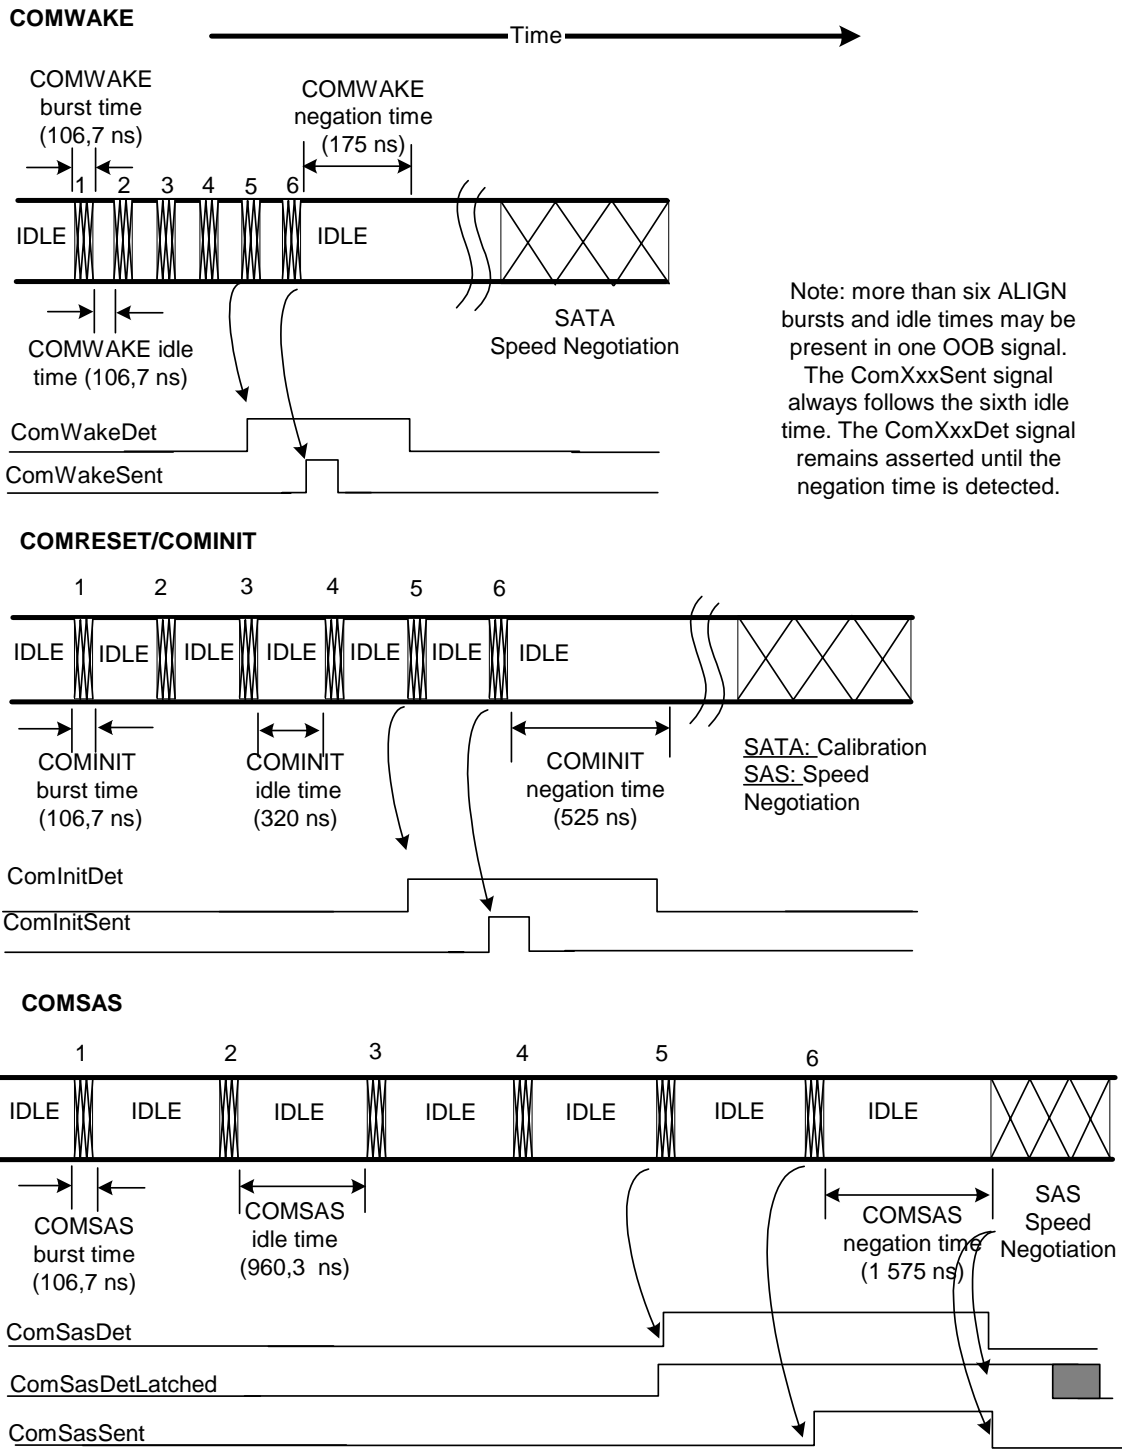 COMWAKE
Time
COMWAKE
burst time
(106,7 ns)
COMWAKE
negation time
(175 ns)
1 2 3 4 5 6
IDLE IDLE
COMWAKE idle
time (106,7 ns)
SATA
Speed Negotiation
Note: more than six ALIGN
bursts and idle times may be
present in one OOB signal.
The ComXxxSent signal
always follows the sixth idle
time. The ComXxxDet signal
remains asserted until the
negation time is detected.
ComWakeDet
ComWakeSent
COMRESET/COMINIT
1 2 3 4 5 6
IDLE IDLE IDLE IDLE IDLE IDLE IDLE
COMINIT
burst time
(106,7 ns)
COMINIT
idle time
(320 ns)
COMINIT
negation time
(525 ns)
SATA: Calibration
SAS: Speed
Negotiation
ComInitDet
ComInitSent
COMSAS
1 2 3 4 5 6
IDLE IDLE IDLE IDLE IDLE IDLE IDLE
COMSAS
burst time
(106,7 ns)
COMSAS
idle time
(960,3 ns)
COMSAS
negation time
(1 575 ns)
SAS
Speed
Negotiation
ComSasDet
ComSasDetLatched
ComSasSent